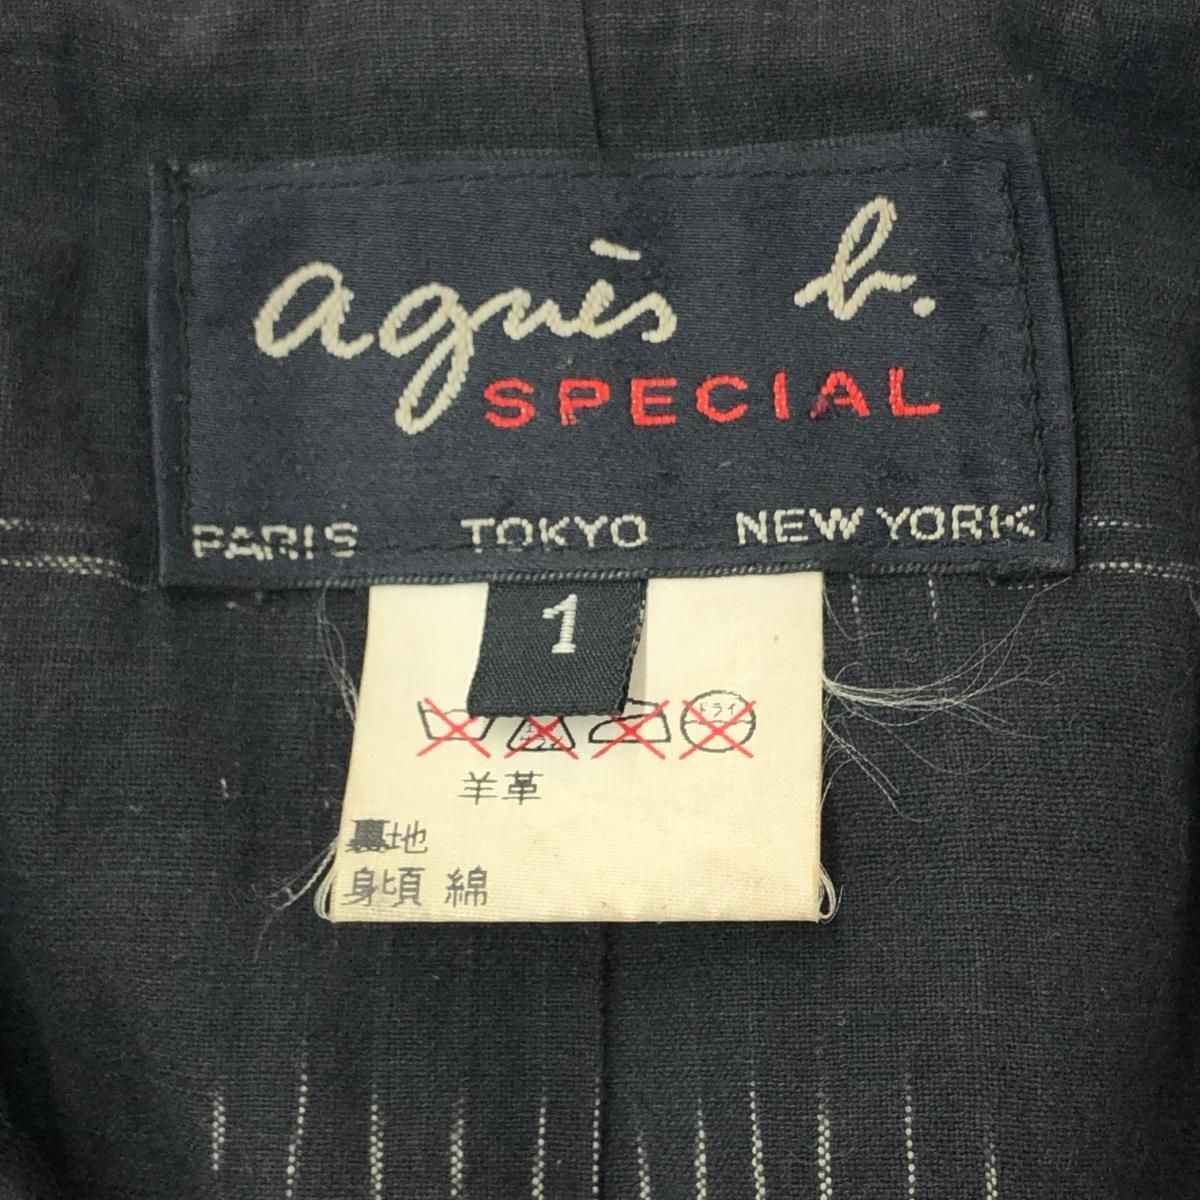 agnès b.
SPECIAL
PARIS TOKYO NEW YORK
1
ドライ
羊革
裏地
身頃 綿